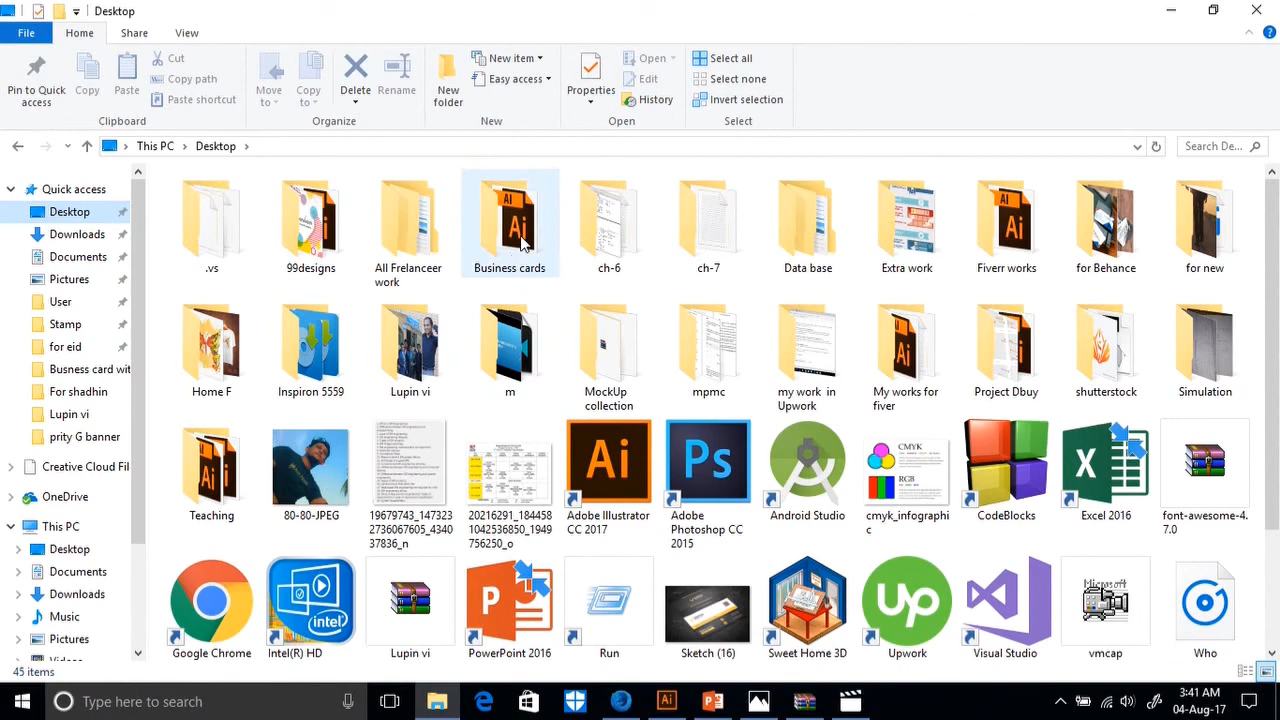 Desktop
File
Home
Share
View
Pin to Quick access
Copy
Paste
Cut
Copy path
Paste shortcut
Clipboard
Move to
Copy to
Delete
Rename
Organize
New folder
New item
Easy access
New
Properties
Open
Edit
History
Open
Select all
Select none
Invert selection
Select
This PC
Desktop
Search De...
Quick access
Desktop
Downloads
Documents
Pictures
User
Stamp
for eid
Busness card wit
For shadhin
Lupin vi
prity G banna
Creative Cloud Fil
OneDrive
This PC
Desktop
Documents
Downloads
Music
Pictures
Videos
.vs
99designs
All Frelanceer
work
Business cards
ch-6
ch-7
Data base
Extra work
Fiverr works
for Behance
for new
Home F
Inspiron 5559
Lupin vi
m
MockUp
collection
mpmc
my work in
Upwork
My works for
fiver
Project Dbuy
shutterstock
Simulation
Teaching
80-80-JPEG
19679743_147323
2736067605_4340
37836_n
20216291_184458
1042536850_1949
756250_o
Adobe Illustrator
CC 2017
Adobe
Photoshop CC
2015
Android Studio
CMYK
RGB
cmyk_infographi
c
CodeBlocks
Excel 2016
font-awesome-4.
7.0
Google Chrome
intel
Intel(R) HD
Lupin vi
PowerPoint 2016
Run
Sketch (16)
Sweet Home 3D
Up
Upwork
Visual Studio
Microsoft
vmcap
Who
45 items
Type here to search
3:41 AM
04-Aug-17